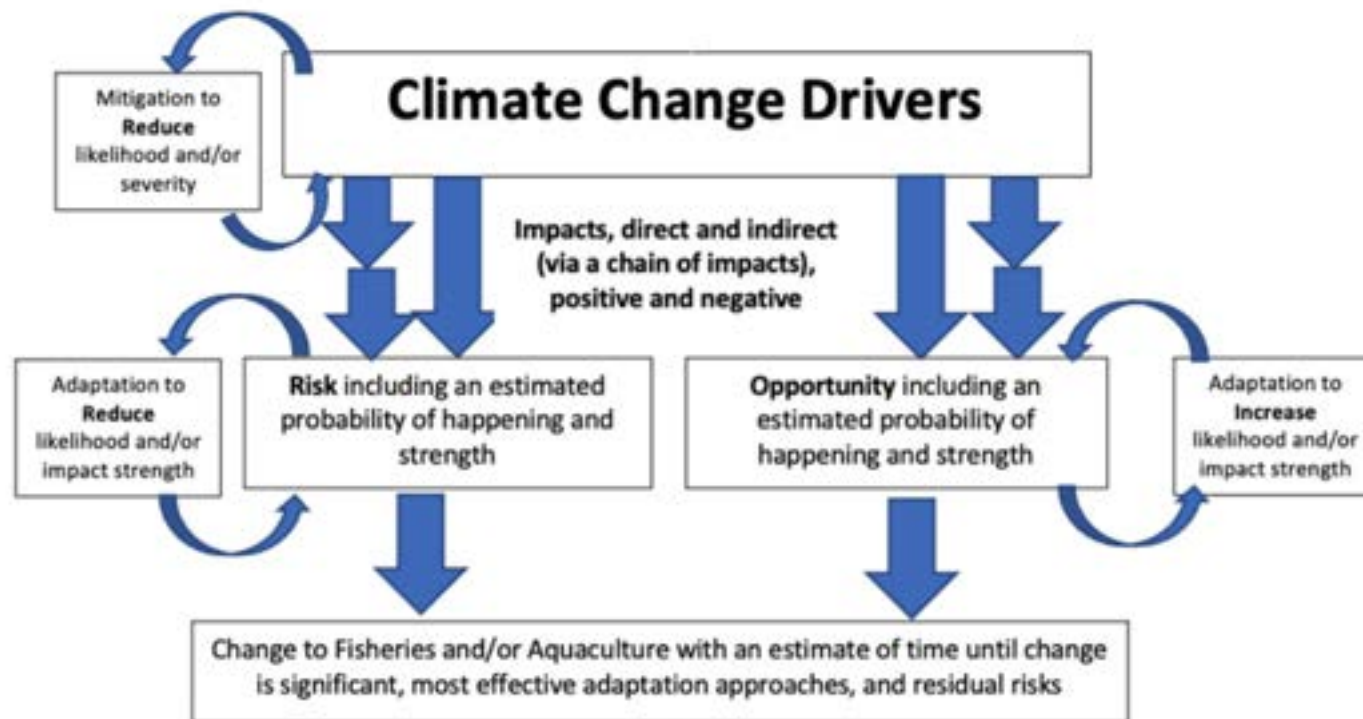 Climate Change Drivers
Mitigation to
Reduce
likelihood and/or
severity
Impacts, direct and indirect
(via a chain of impacts),
positive and negative
Adaptation to
Reduce
likelihood and/or
impact strength
Risk including an estimated
probability of happening and
strength
Opportunity including an
estimated probability of
happening and strength
Adaptation to
Increase
likelihood and/or
impact strength
Change to Fisheries and/or Aquaculture with an estimate of time until change
is significant, most effective adaptation approaches, and residual risks